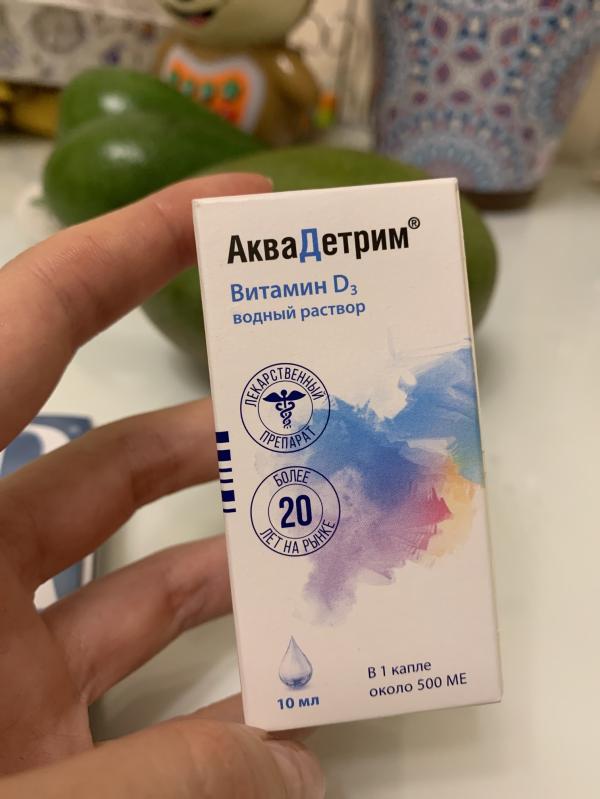 АкваДетрим®
Витамин D₃
водный раствор
ЛЕКАРСТВЕННЫЙ
ПРЕПАРАТ
БОЛЕЕ
20
ЛЕТ НА РЫНКЕ
10 мл
В 1 капле
около 500 МЕ